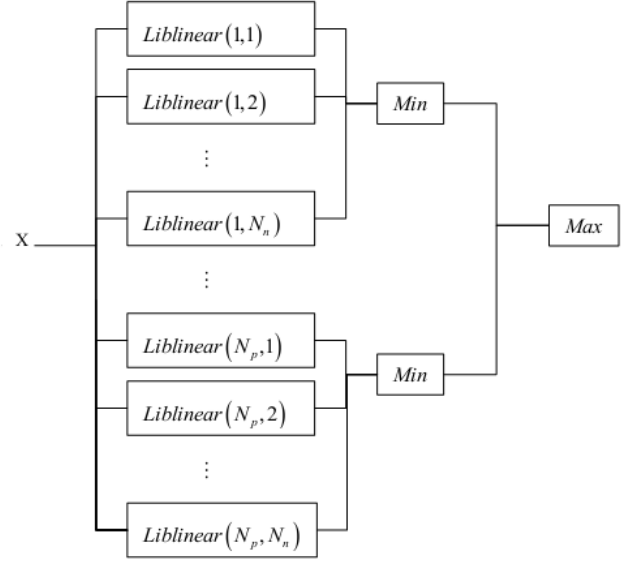 Liblinear(1,1)
Liblinear(1,2)
Min
⋮
Liblinear(1,N_n)
X
Max
⋮
Liblinear(N_p,1)
Min
Liblinear(N_p,2)
⋮
Liblinear(N_p,N_n)